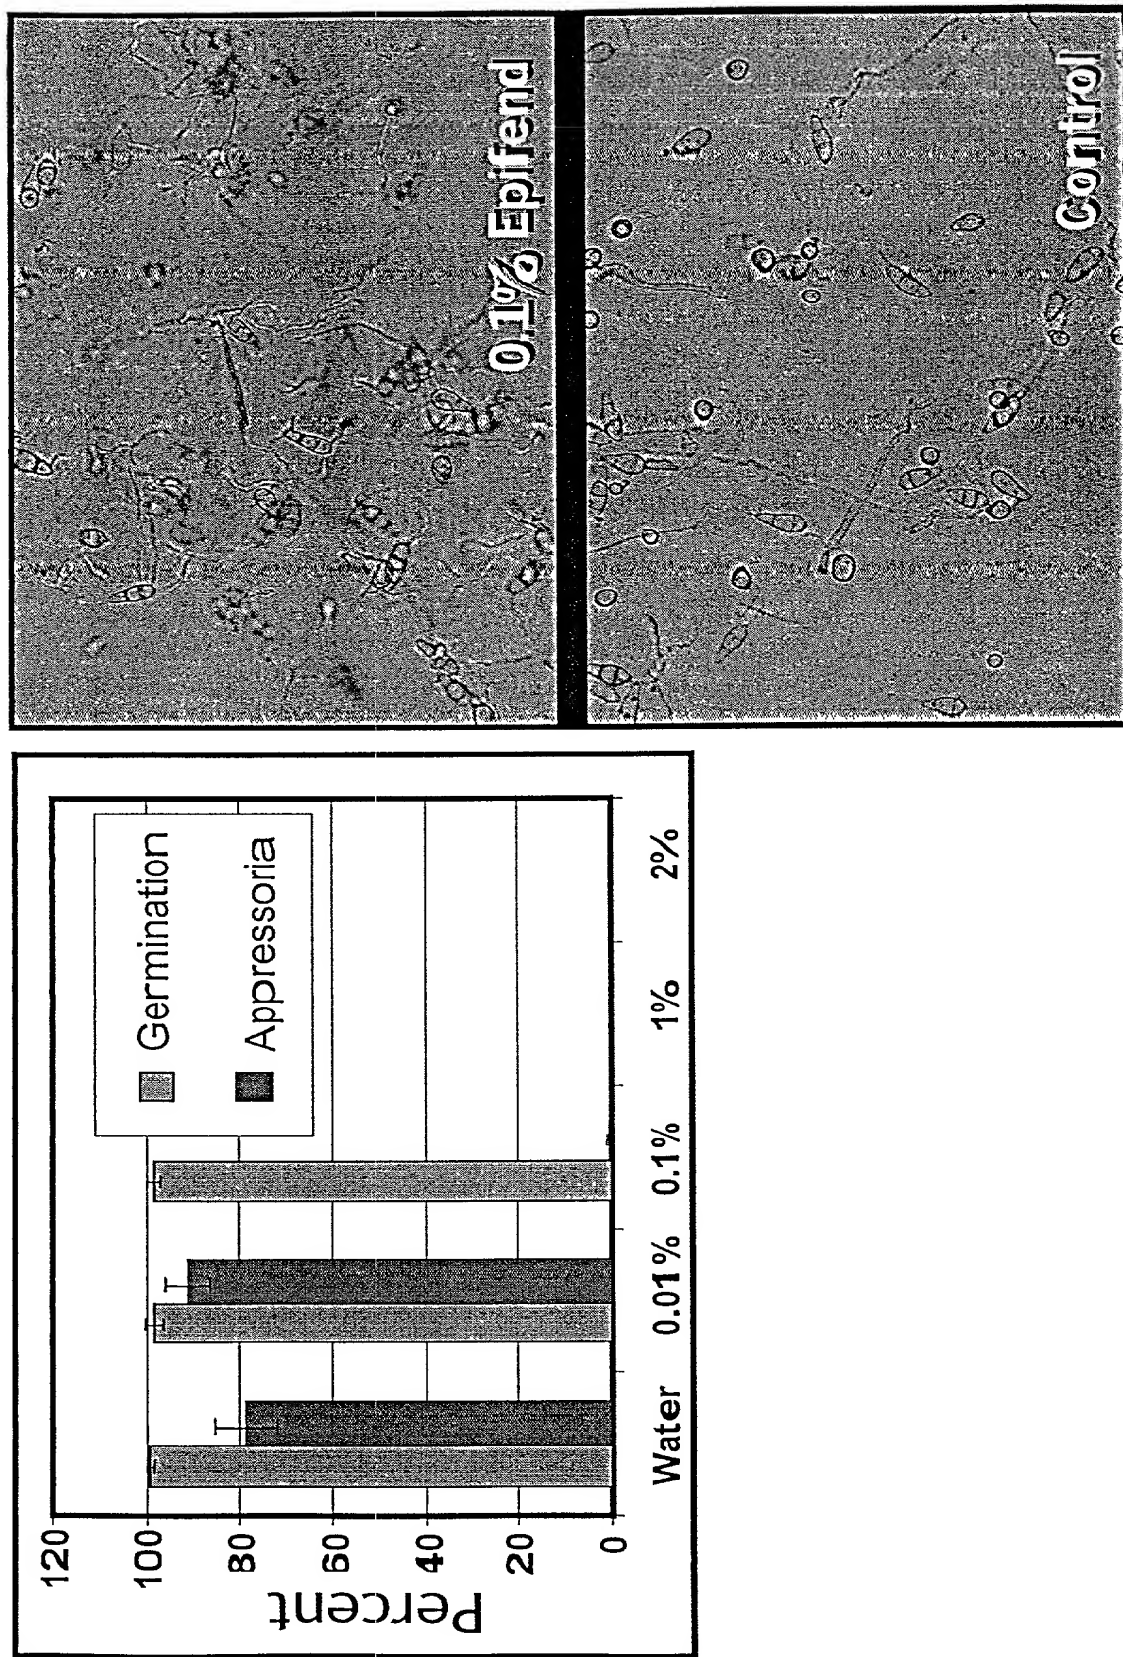 120
100
80
60
40
20
0
Percent
Germination
Appressoria
Water
0.01%
0.1%
1%
2%
0.1% Epifend
Control